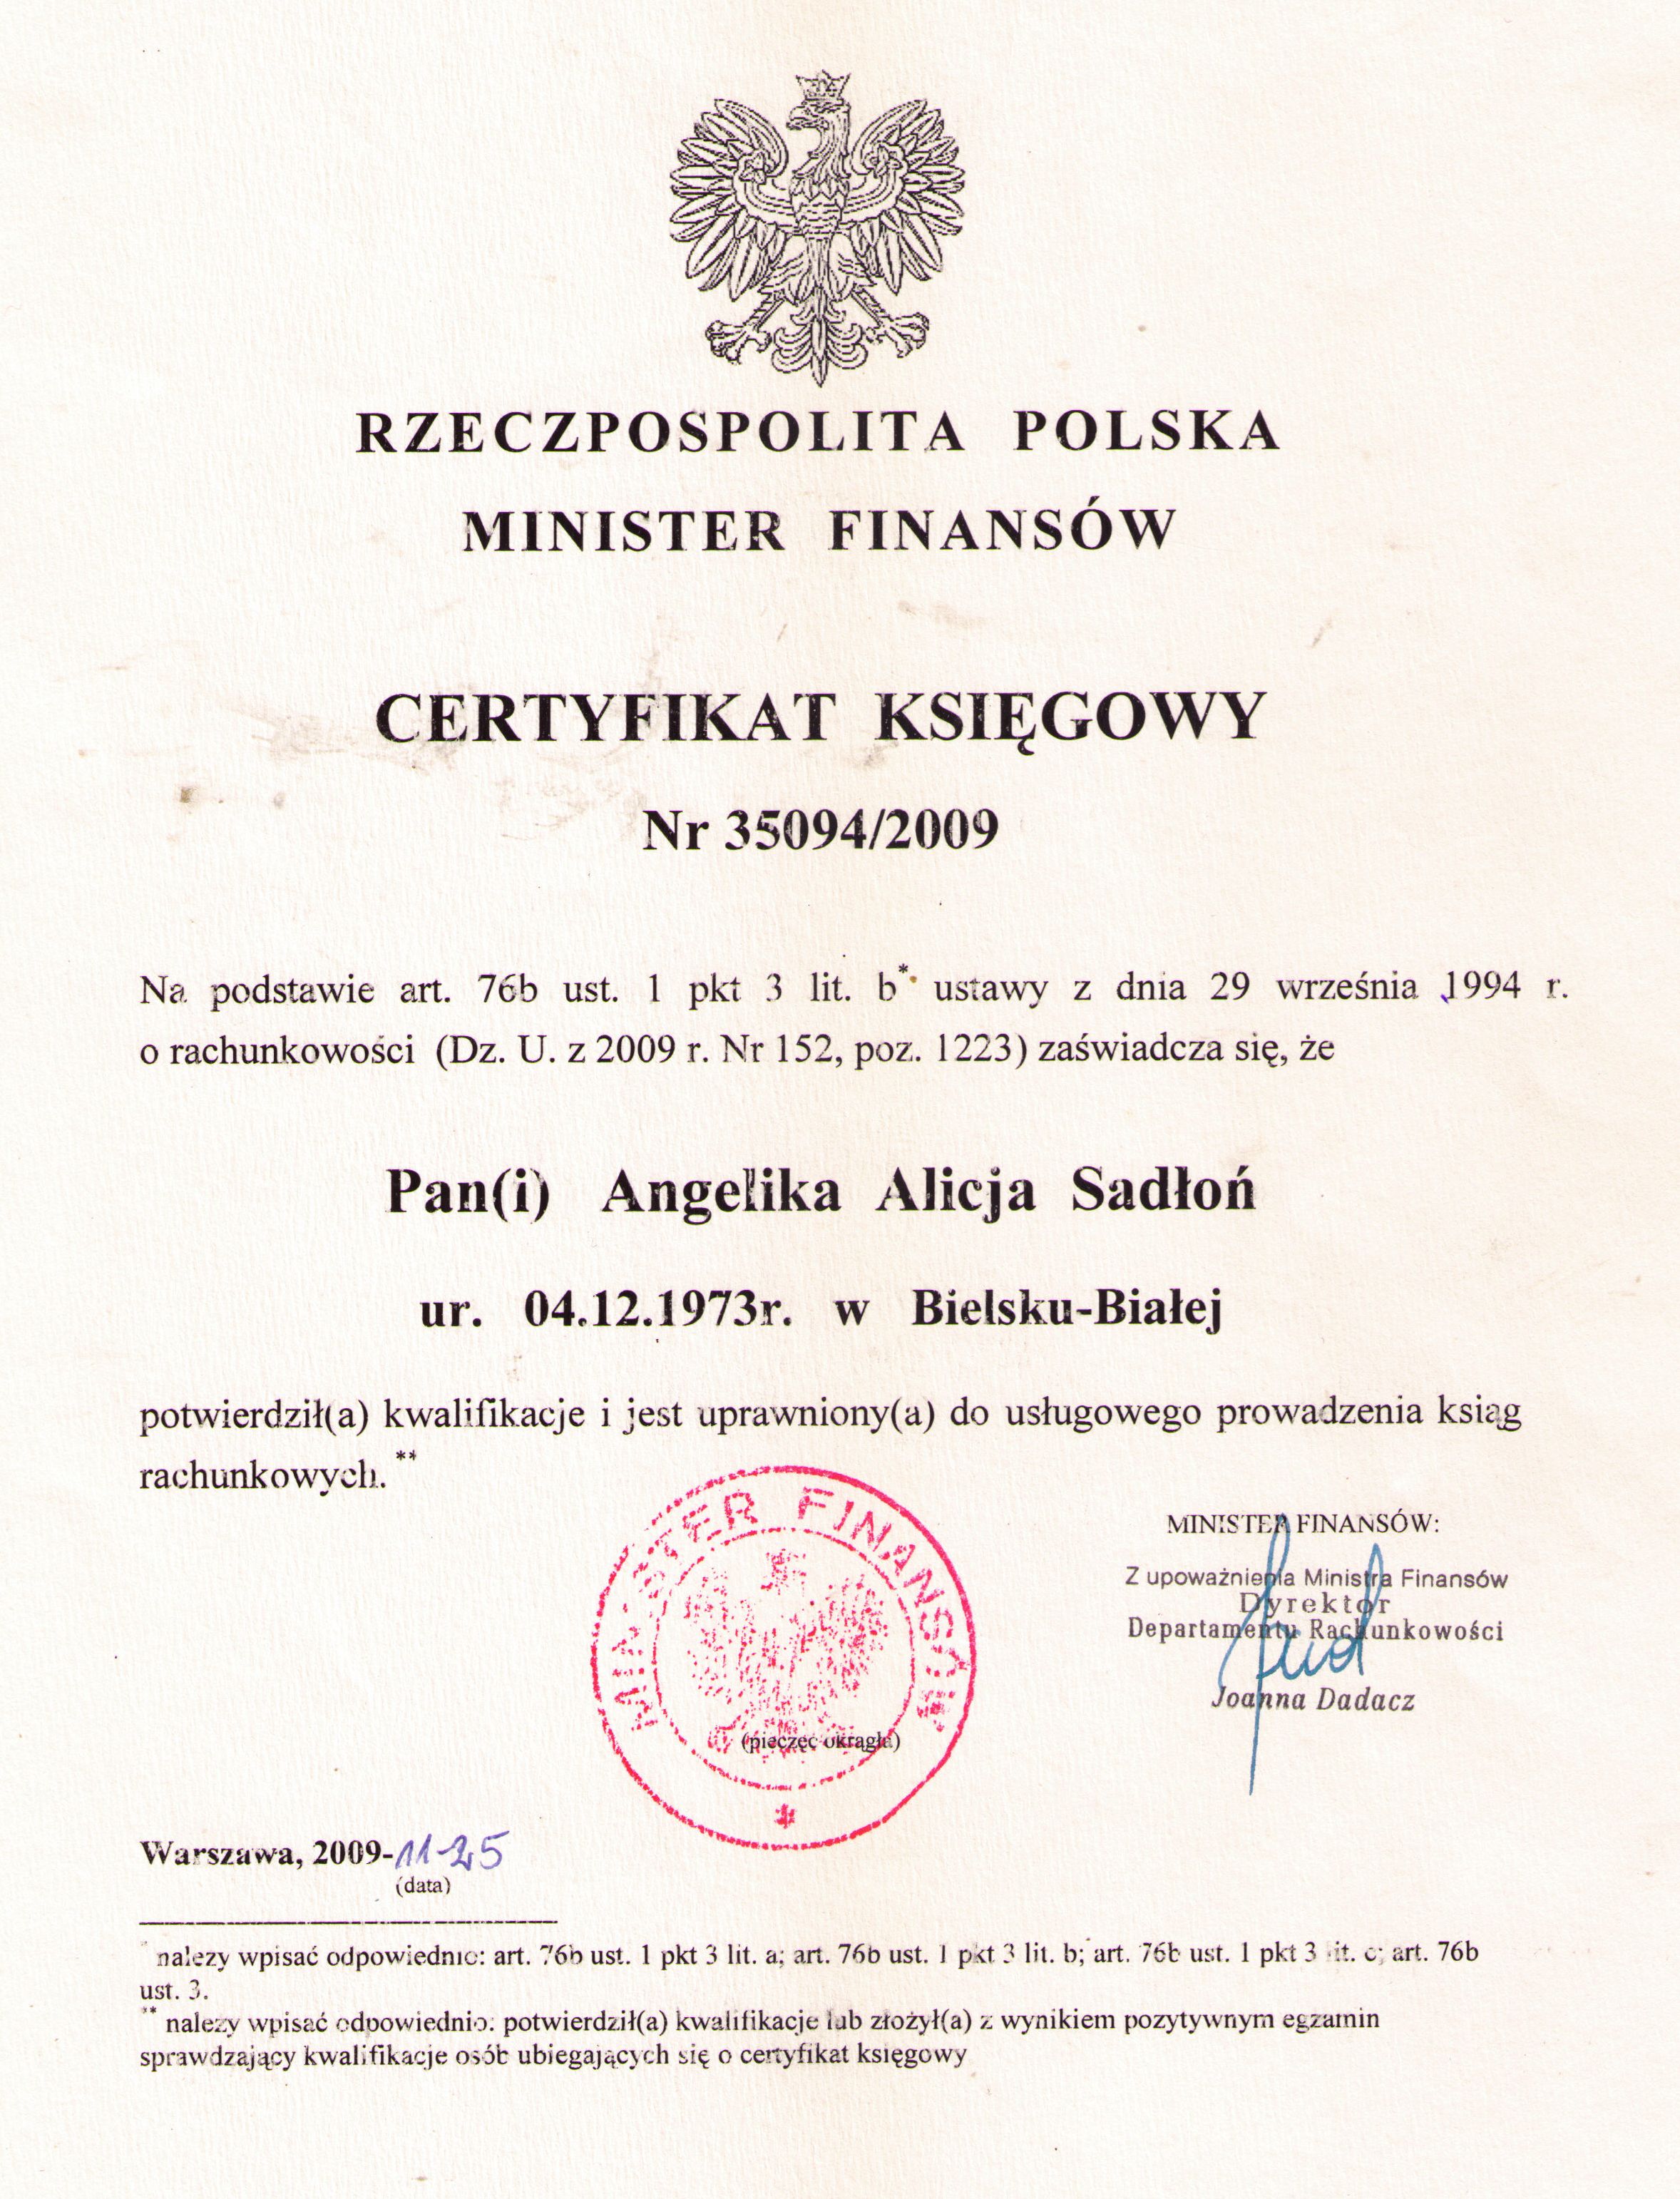 RZECZPOSPOLITA POLSKA
MINISTER FINANSÓW
CERTYFIKAT KSIĘGOWY
Nr 35094/2009
Na podstawie art. 76b ust. 1 pkt 3 lit. b* ustawy z dnia 29 września 1994 r.
o rachunkowości (Dz. U. z 2009 r. Nr 152, poz. 1223) zaświadcza się, że
Pan(i) Angelika Alicja Sadłoń
ur. 04.12.1973r. w Bielsku-Białej
potwierdził(a) kwalifikacje i jest uprawniony(a) do usługowego prowadzenia ksiąg
rachunkowych.**
MINISTER FINANSÓW
(pieczęć okrągła)
MINISTER FINANSÓW:
Z upoważnienia Ministra Finansów
Dyrektor
Departamentu Rachunkowości
Joanna Dadacz
Warszawa, 2009-11-25
(data)
* należy wpisać odpowiednio: art. 76b ust. 1 pkt 3 lit. a; art. 76b ust. 1 pkt 3 lit. b; art. 76b ust. 1 pkt 3 lit. c; art. 76b
ust. 3.
** należy wpisać odpowiednio: potwierdził(a) kwalifikacje lub złożył(a) z wynikiem pozytywnym egzamin
sprawdzający kwalifikacje osób ubiegających się o certyfikat księgowy